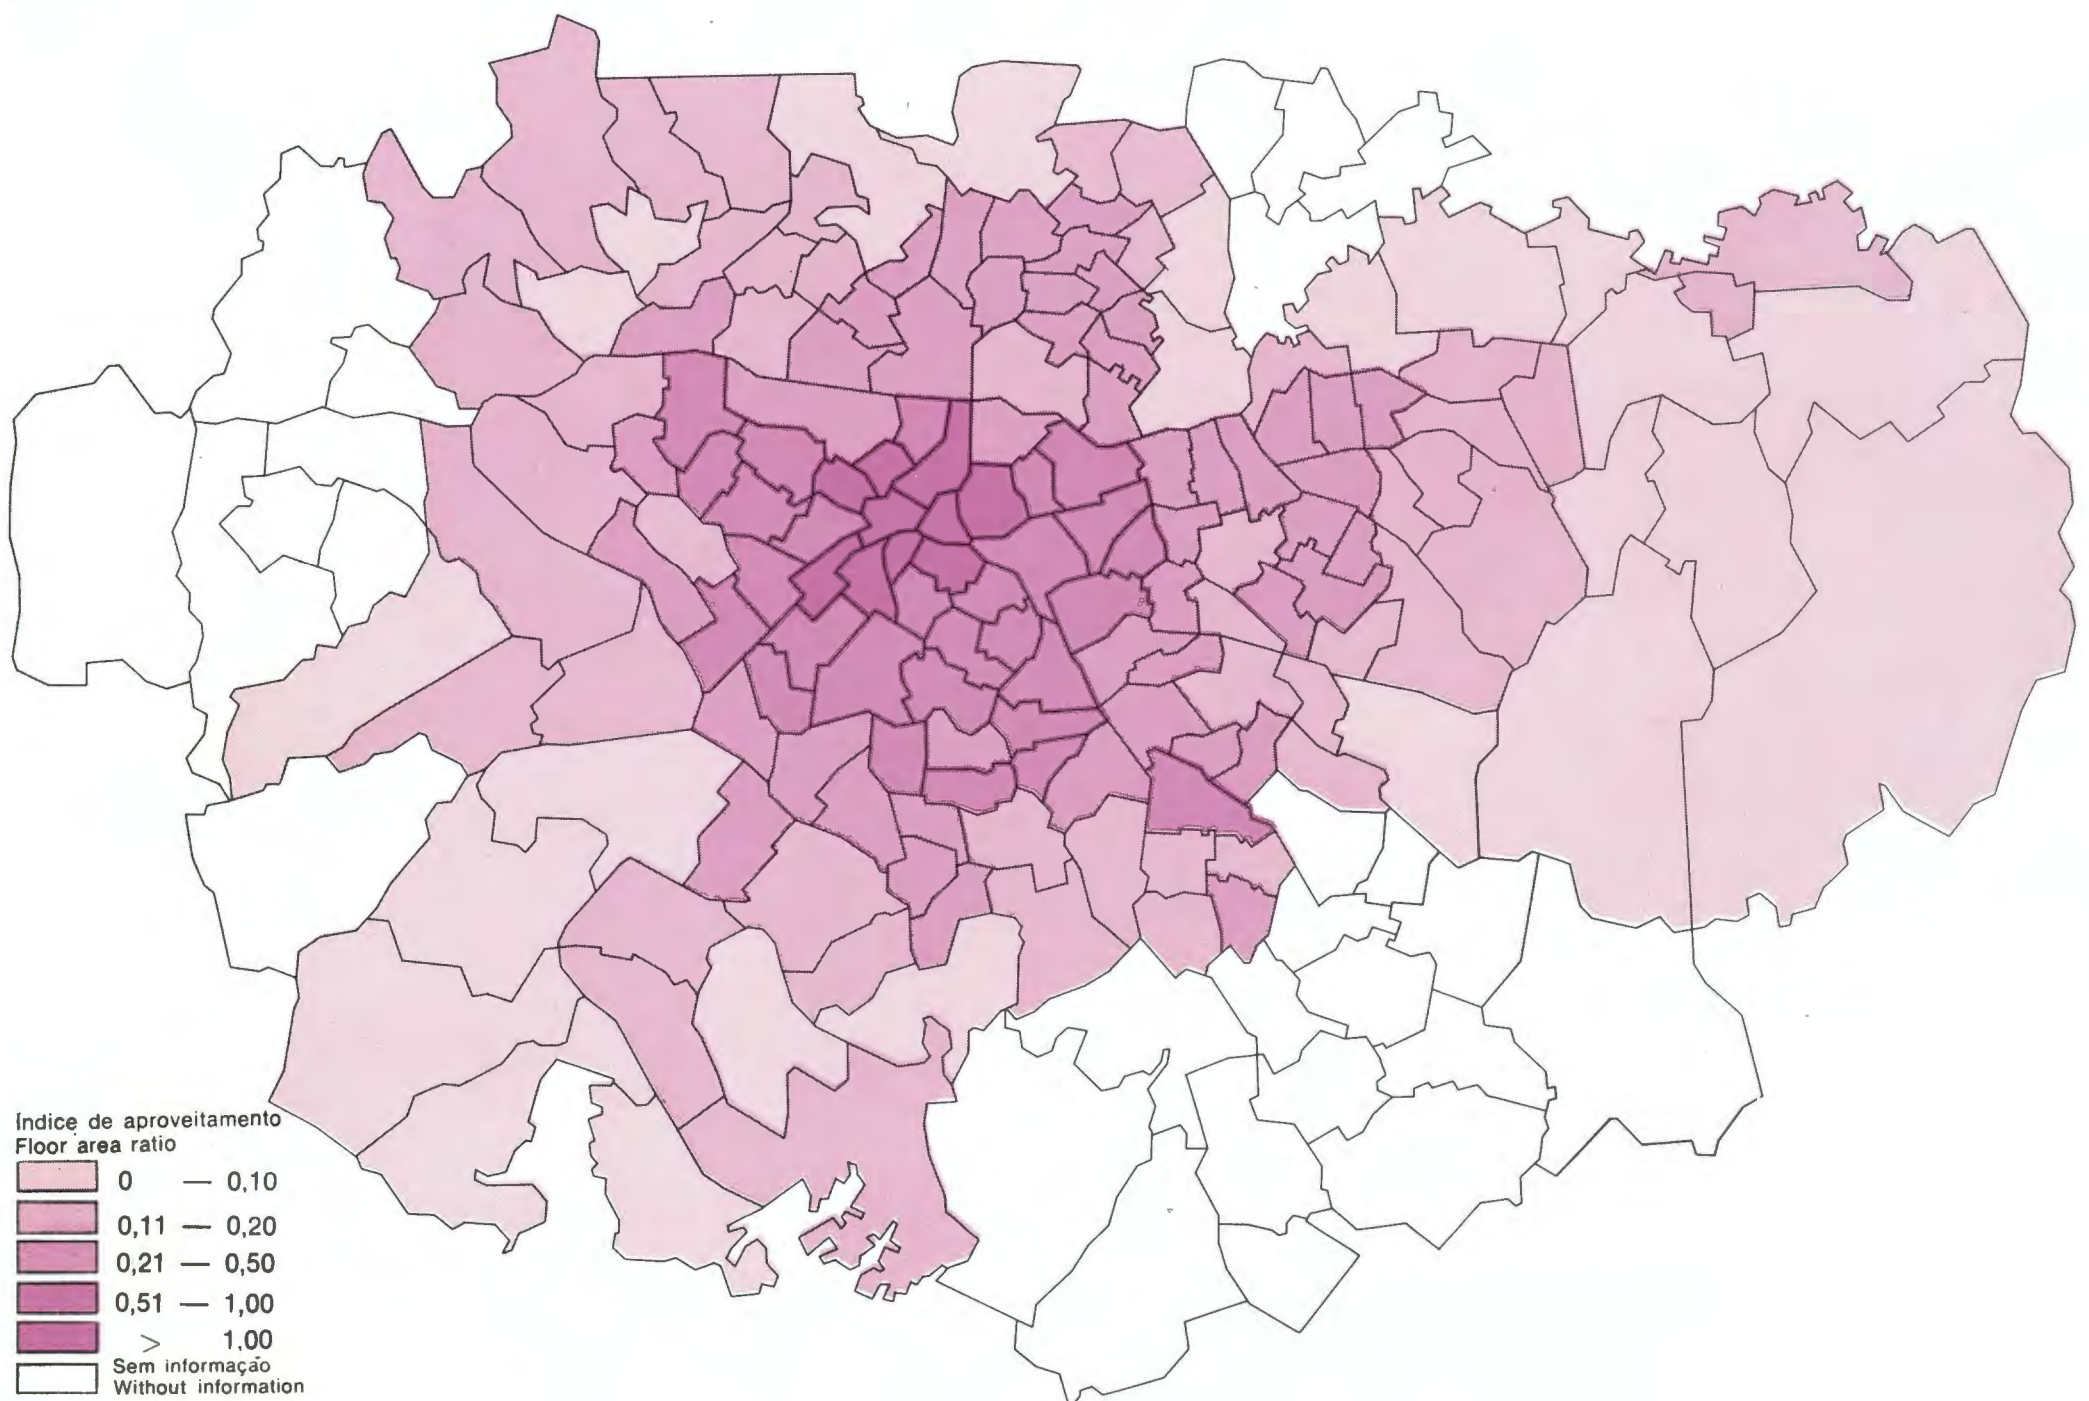 Índice de aproveitamento
Floor area ratio
0 — 0,10
0,11 — 0,20
0,21 — 0,50
0,51 — 1,00
> 1,00
Sem informação
Without information